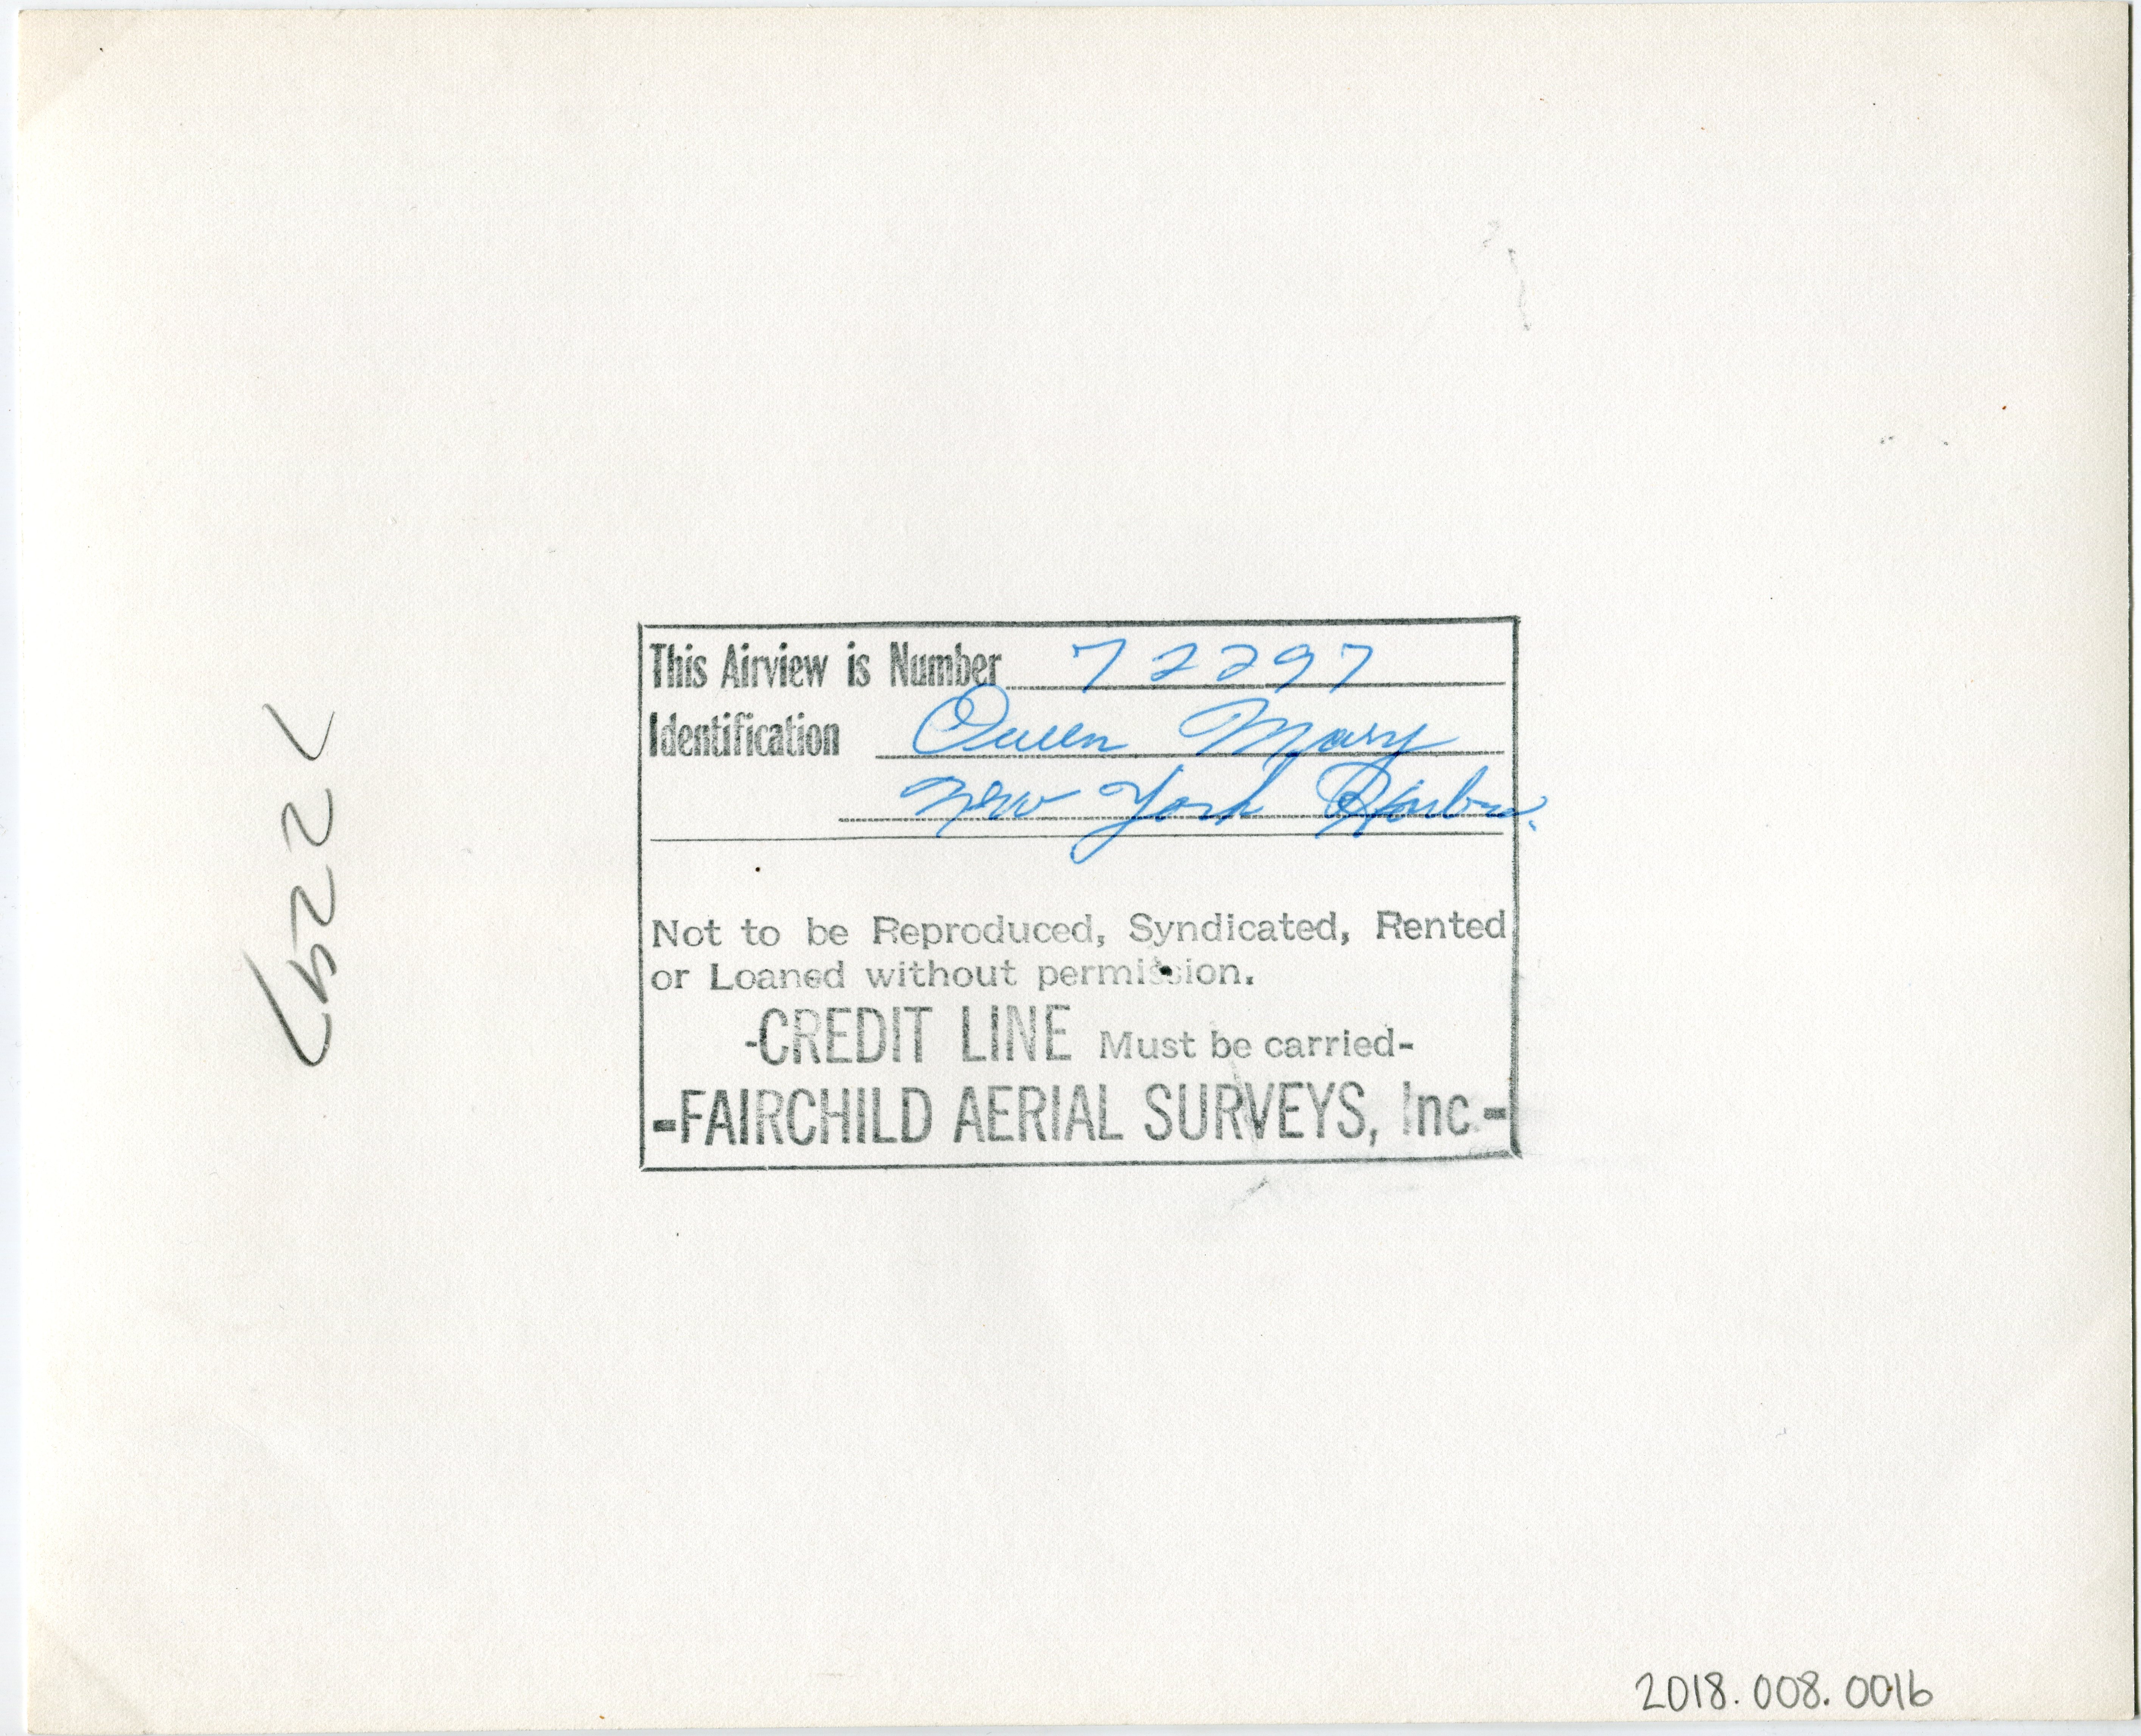 This Airview is Number 72297
Identification Queen Mary
New York Harbor.
Not to be Reproduced, Syndicated, Rented
or Loaned without permission.
-CREDIT LINE Must be carried-
-FAIRCHILD AERIAL SURVEYS, Inc.-
72297
2018.008.0016